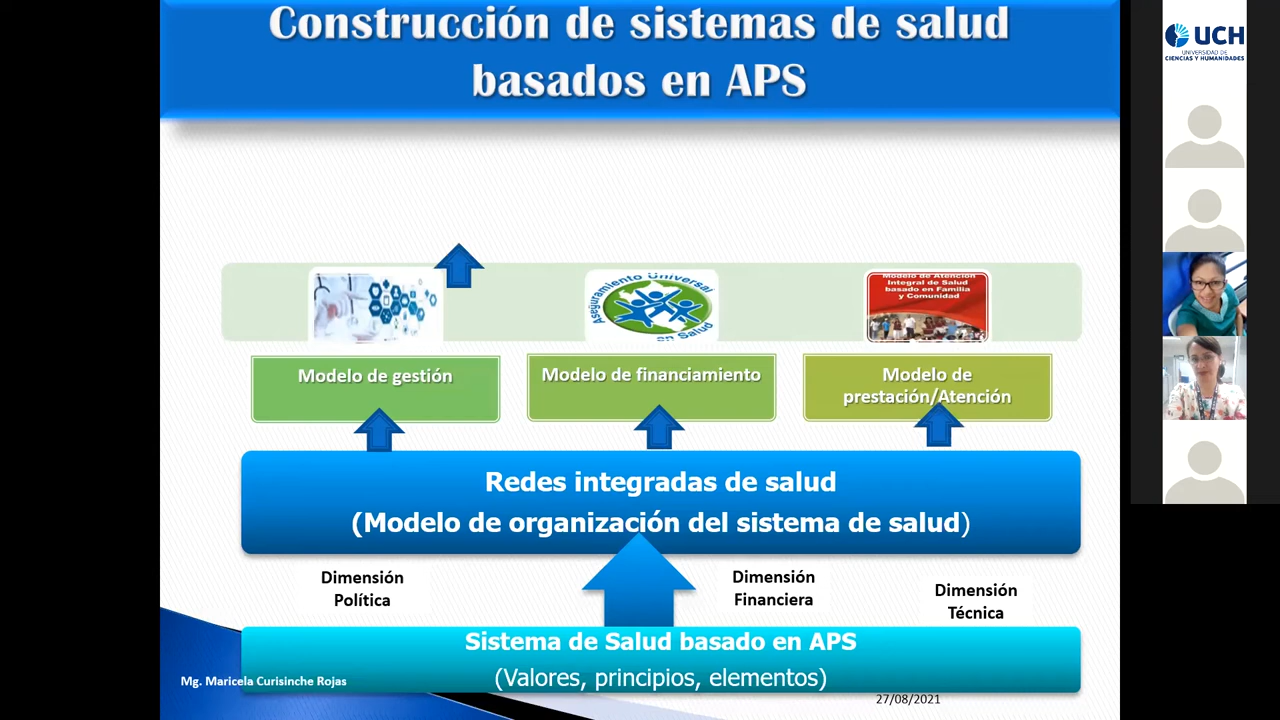 Construcción de sistemas de salud
basados en APS
UCH
UNIVERSIDAD DE
CIENCIAS Y HUMANIDADES
Aseguramiento Universal
en Salud
Modelo de Atención
Integral de Salud
basado en Familia
y Comunidad
Modelo de gestión
Modelo de financiamiento
Modelo de
prestación/Atención
Redes integradas de salud
(Modelo de organización del sistema de salud)
Dimensión
Política
Dimensión
Financiera
Dimensión
Técnica
Sistema de Salud basado en APS
(Valores, principios, elementos)
Mg. Maricela Curisinche Rojas
27/08/2021